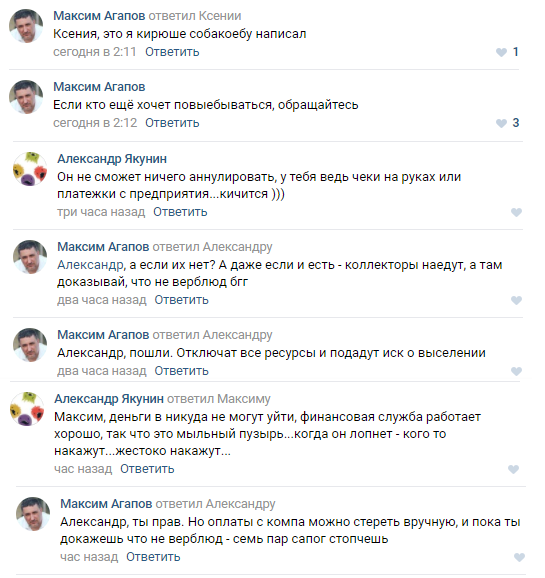 Максим Агапов ответил Ксении
Ксения, это я кирюше собакоебу написал
сегодня в 2:11 Ответить 1
Максим Агапов
Если кто ещё хочет повыебываться, обращайтесь
сегодня в 2:12 Ответить 3
Александр Якунин
Он не сможет ничего аннулировать, у тебя ведь чеки на руках или
платежки с предприятия...кичится )))
три часа назад Ответить
Максим Агапов ответил Александру
Александр, а если их нет? А даже если и есть - коллекторы наедут, а там
доказывай, что не верблюд бгг
два часа назад Ответить
Максим Агапов ответил Александру
Александр, пошли. Отключат все ресурсы и подадут иск о выселении
два часа назад Ответить
Александр Якунин ответил Максиму
Максим, деньги в никуда не могут уйти, финансовая служба работает
хорошо, так что это мыльный пузырь...когда он лопнет - кого то
накажут...жестоко накажут...
час назад Ответить
Максим Агапов ответил Александру
Александр, ты прав. Но оплаты с компа можно стереть вручную, и пока ты
докажешь что не верблюд - семь пар сапог стопчешь
час назад Ответить